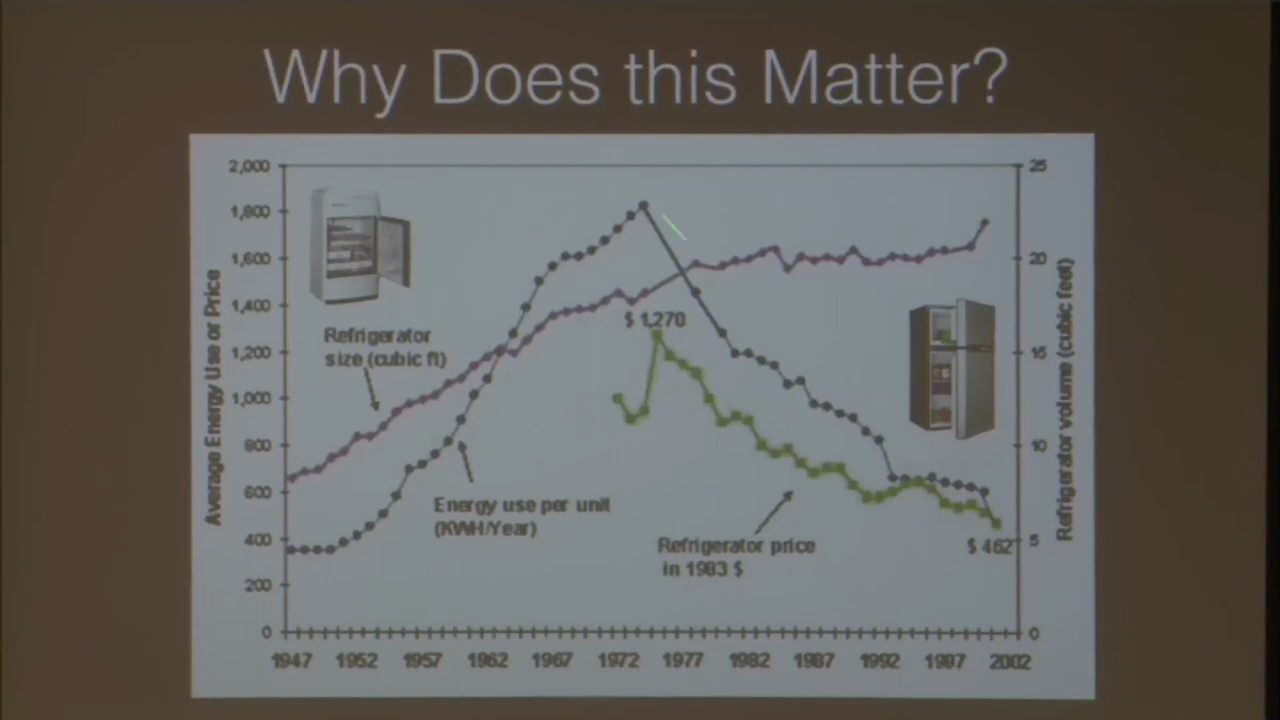 Why Does this Matter?
2,000
1,800
1,600
1,400
1,200
1,000
800
600
400
200
0
Average Energy Use or Price
25
20
15
10
5
0
Refrigerator volume (cubic feet)
Refrigerator
size (cubic ft)
Energy use per unit
(KWH/Year)
$ 1,270
Refrigerator price
in 1983 $
$ 462
1947 1952 1957 1962 1967 1972 1977 1982 1987 1992 1997 2002